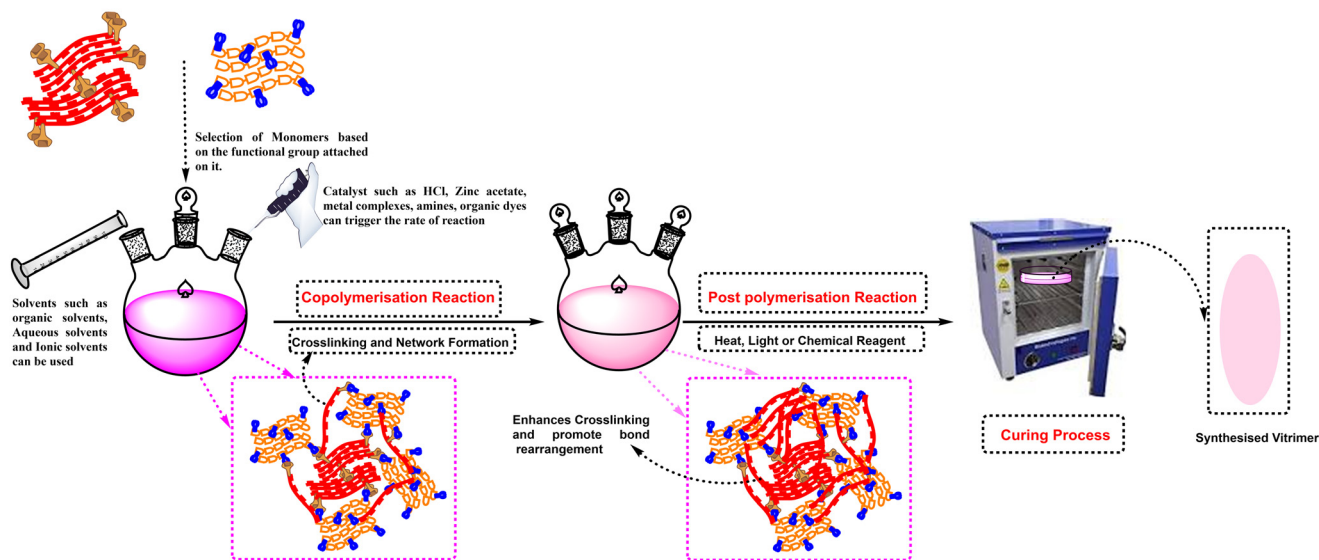 Selection of Monomers based
on the functional group attached
on it.
Catalyst such as HCl, Zinc acetate,
metal complexes, amines, organic dyes
can trigger the rate of reaction
Solvents such as
organic solvents,
Aqueous solvents
and Ionic solvents
can be used
Copolymerisation Reaction
Crosslinking and Network Formation
Post polymerisation Reaction
Heat, Light or Chemical Reagent
Enhances Crosslinking
and promote bond
rearrangement
Curing Process
Synthesised Vitrimer